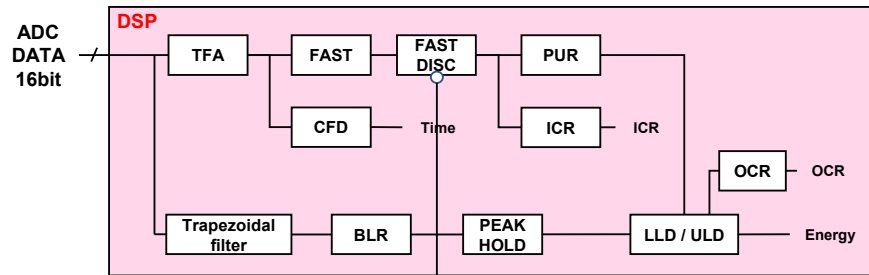 DSP
ADC
DATA
16bit
TFA
FAST
FAST
DISC
PUR
CFD
Time
ICR
ICR
OCR
OCR
Trapezoidal
filter
BLR
PEAK
HOLD
LLD / ULD
Energy